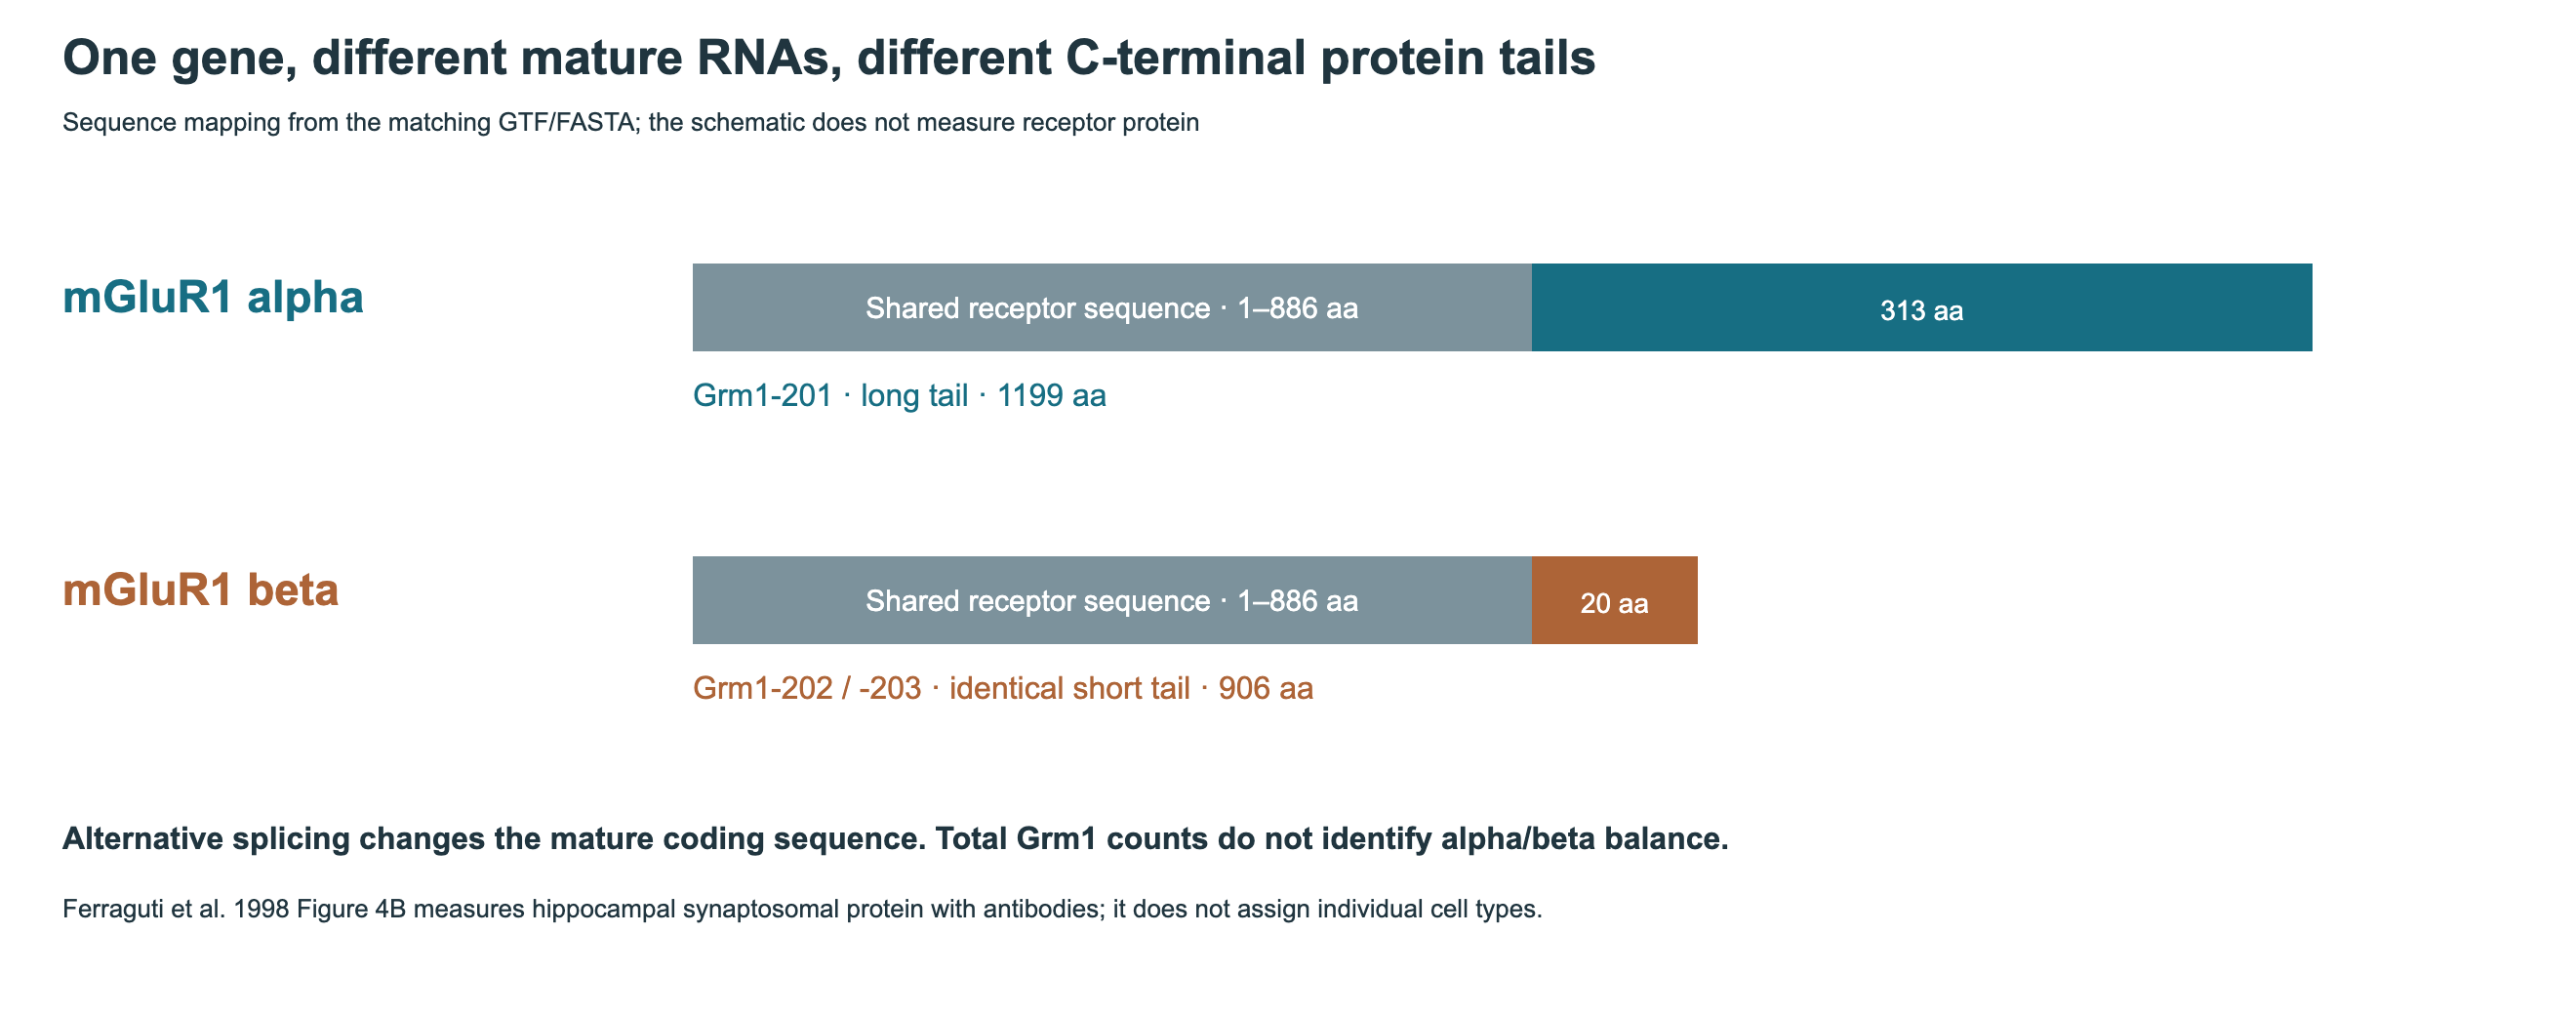 One gene, different mature RNAs, different C-terminal protein tails
Sequence mapping from the matching GTF/FASTA; the schematic does not measure receptor protein
mGluR1 alpha
Shared receptor sequence · 1–886 aa
313 aa
Grm1-201 · long tail · 1199 aa
mGluR1 beta
Shared receptor sequence · 1–886 aa
20 aa
Grm1-202 / -203 · identical short tail · 906 aa
Alternative splicing changes the mature coding sequence. Total Grm1 counts do not identify alpha/beta balance.
Ferraguti et al. 1998 Figure 4B measures hippocampal synaptosomal protein with antibodies; it does not assign individual cell types.